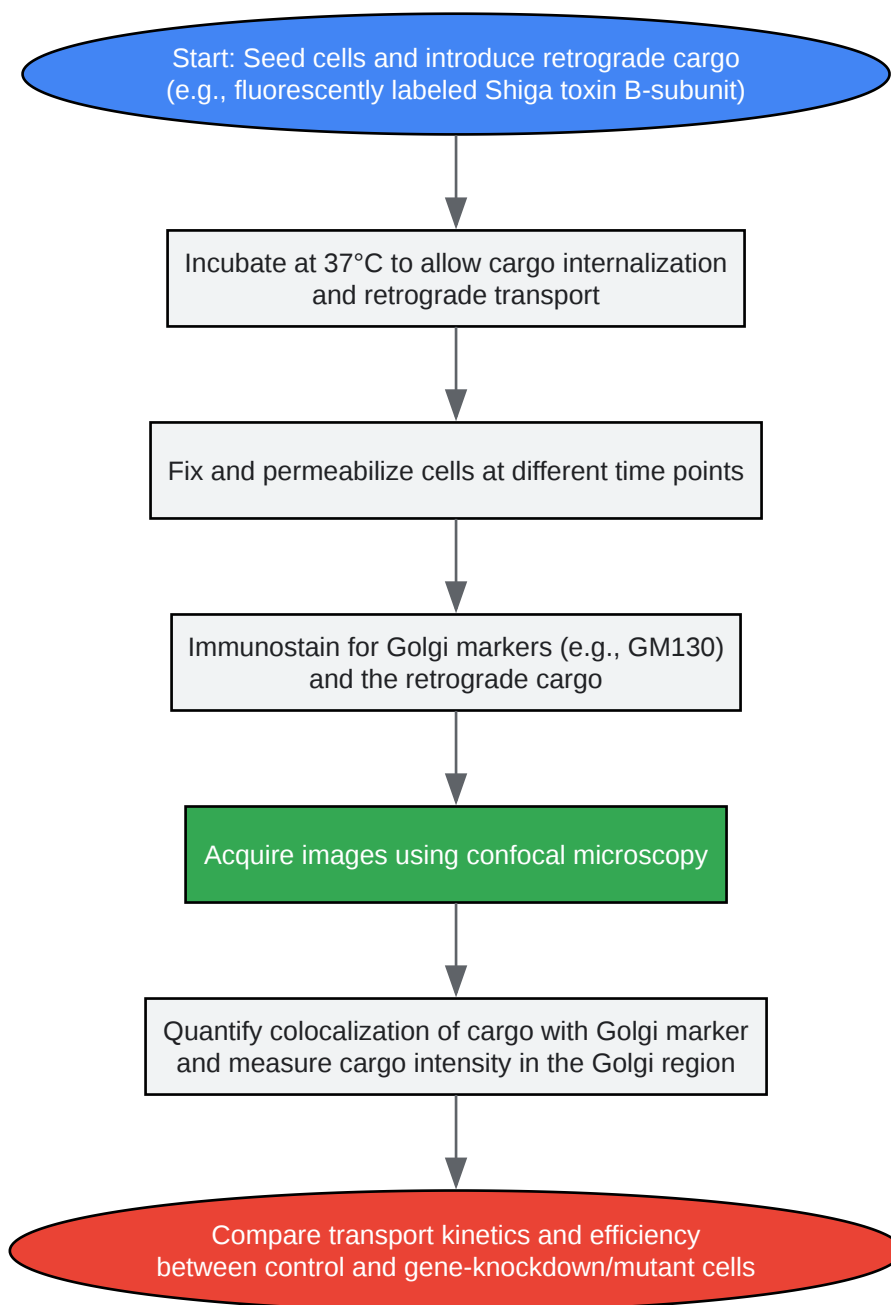 Start: Seed cells and introduce retrograde cargo
(e.g., fluorescently labeled Shiga toxin B-subunit)
Incubate at 37°C to allow cargo internalization
and retrograde transport
Fix and permeabilize cells at different time points
Immunostain for Golgi markers (e.g., GM130)
and the retrograde cargo
Acquire images using confocal microscopy
Quantify colocalization of cargo with Golgi marker
and measure cargo intensity in the Golgi region
Compare transport kinetics and efficiency
between control and gene-knockdown/mutant cells